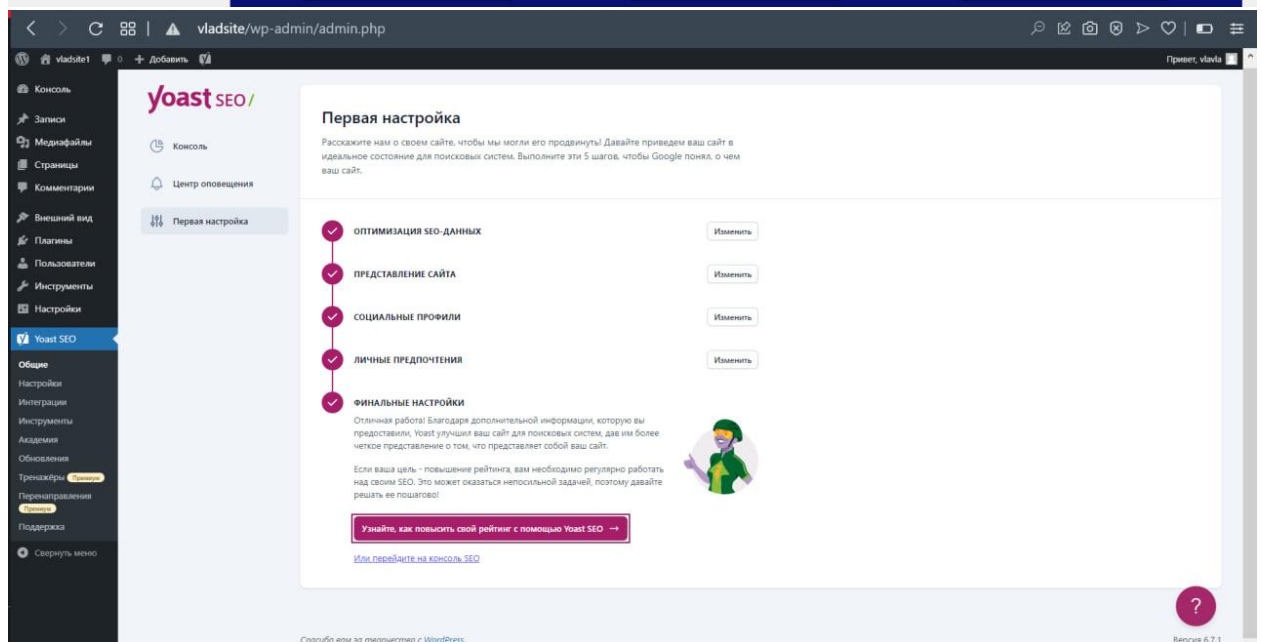 vladsite/wp-admin/admin.php
vladsite1 0 + Добавить
Привет, vlavla
Консоль
Записи
Медиафайлы
Страницы
Комментарии
Внешний вид
Плагины
Пользователи
Инструменты
Настройки
Yoast SEO
Общие
Настройки
Интеграции
Инструменты
Академия
Обновления
Тренажёры Премиум
Перенаправления
Премиум
Поддержка
Свернуть меню
yoast SEO/
Консоль
Центр оповещения
Первая настройка
Первая настройка
Расскажите нам о своем сайте, чтобы мы могли его продвинуть! Давайте приведем ваш сайт в
идеальное состояние для поисковых систем. Выполните эти 5 шагов, чтобы Google понял, о чем
ваш сайт.
ОПТИМИЗАЦИЯ SEO-ДАННЫХ
Изменить
ПРЕДСТАВЛЕНИЕ САЙТА
Изменить
СОЦИАЛЬНЫЕ ПРОФИЛИ
Изменить
ЛИЧНЫЕ ПРЕДПОЧТЕНИЯ
Изменить
ФИНАЛЬНЫЕ НАСТРОЙКИ
Отличная работа! Благодаря дополнительной информации, которую вы
предоставили, Yoast улучшил ваш сайт для поисковых систем, дав им более
четкое представление о том, что представляет собой ваш сайт.
Если ваша цель - повышение рейтинга, вам необходимо регулярно работать
над своим SEO. Это может оказаться непосильной задачей, поэтому давайте
решать ее пошагово!
Узнайте, как повысить свой рейтинг с помощью Yoast SEO →
Или перейдите на консоль SEO
?
Спасибо вам за творчество с WordPress.
Версия 6.7.1